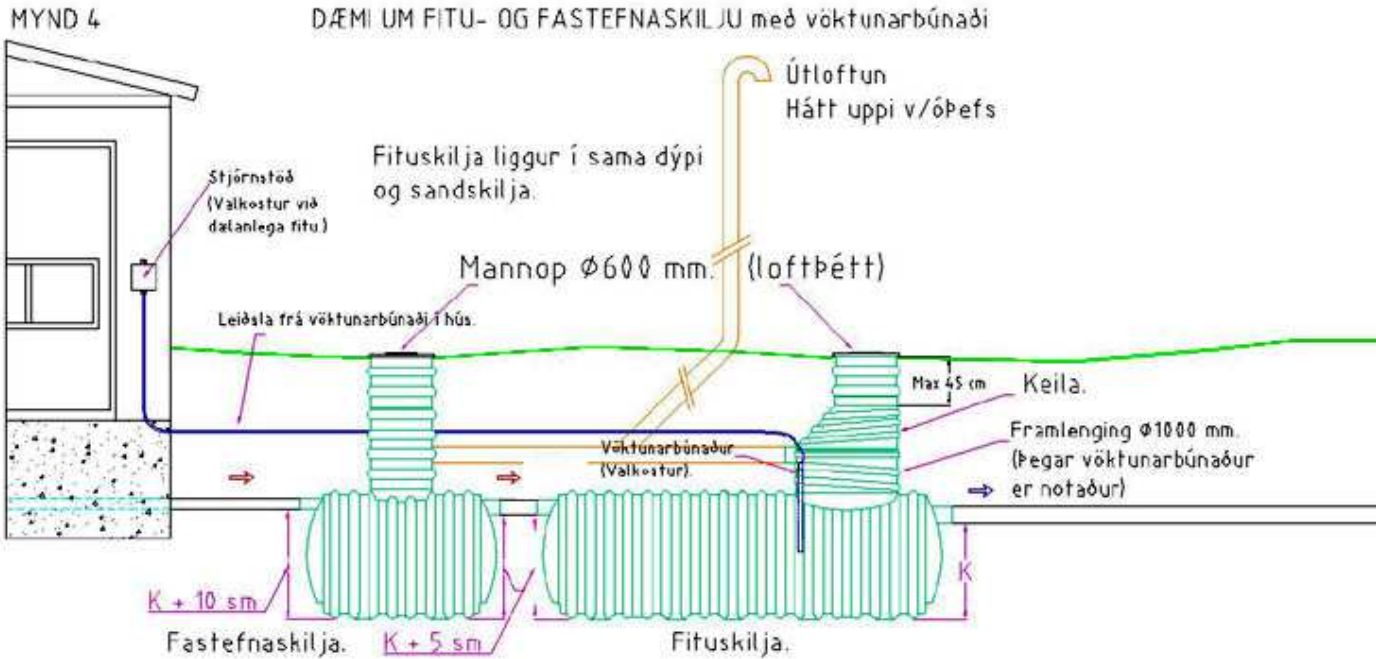 MYND 4
DÆMI UM FITU- OG FASTEFNASKILJU með vöktunarbúnaði
Útloftun
Hátt uppi v/óþefs
Fituskilja liggur í sama dýpi
og sandskilja.
Stjórnstöð
(Valkostur við
dælanlega fitu.)
Mannop Ø600 mm. (loftþétt)
Leiðsla frá vöktunarbúnaði í hús.
Max 45 cm
Keila.
Framlenging Ø1000 mm.
(Þegar vöktunarbúnaður
er notaður)
Vöktunarbúnaður
(Valkostur).
K
K + 10 sm
K + 5 sm
Fastefnaskilja.
Fituskilja.